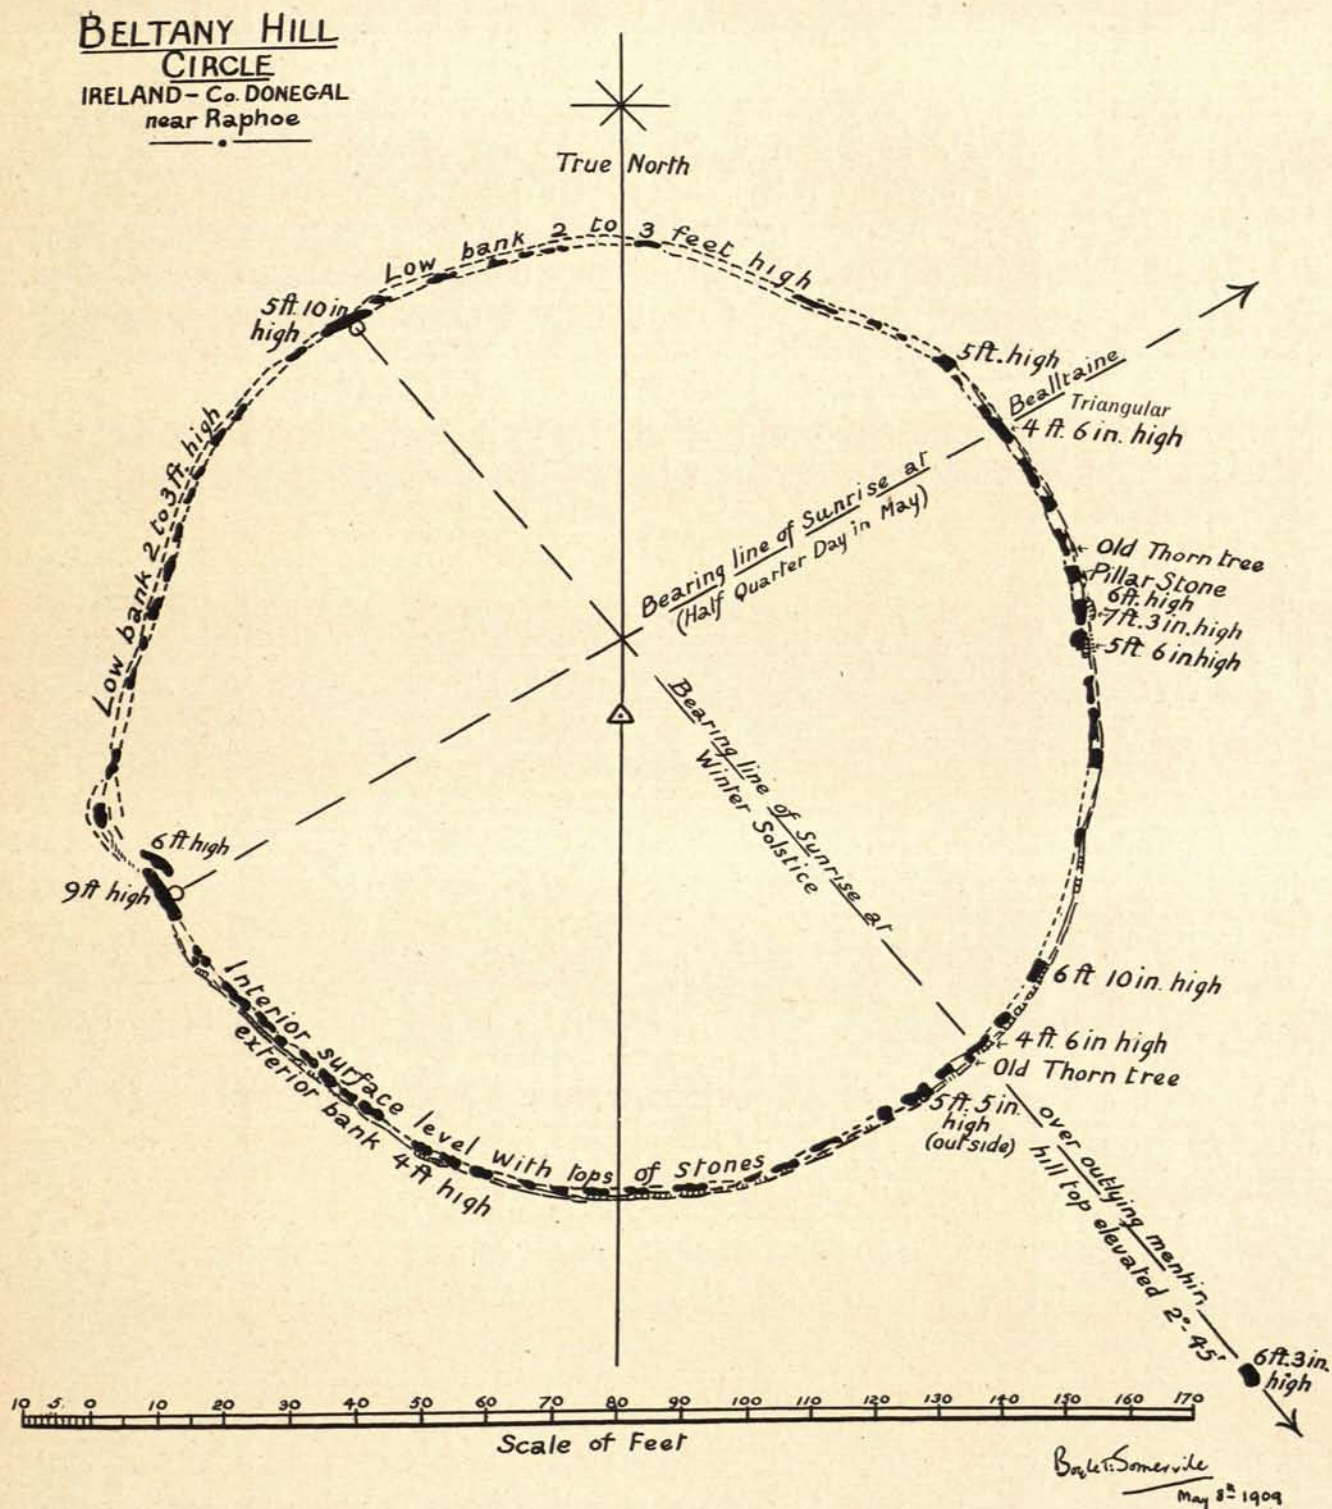 BELTANY HILL
CIRCLE
IRELAND – Co. DONEGAL
near Raphoe
True North
Low bank 2 to 3 feet high
5ft. 10 in.
high
5ft. high
Bealltaine
Triangular
4 ft. 6 in. high
Low bank 2 to 3 ft. high
Bearing line of Sunrise at
(Half Quarter Day in May)
Old Thorn tree
Pillar Stone
6ft. high
7ft. 3 in. high
5ft. 6 in high
Bearing line of Sunrise at
Winter Solstice
6 ft high
9 ft high
6 ft 10 in. high
Interior surface level with tops of Stones
exterior bank 4 ft high
4 ft. 6 in high
Old Thorn tree
5 ft. 5 in.
high
(outside)
over outlying menhir,
hill top elevated 2°- 45'
6 ft. 3 in.
high
10 5. 0 10 20 30 40 50 60 70 80 90 100 110 120 130 140 150 160 170
Scale of Feet
Boyle T. Somerville
May 8th 1909